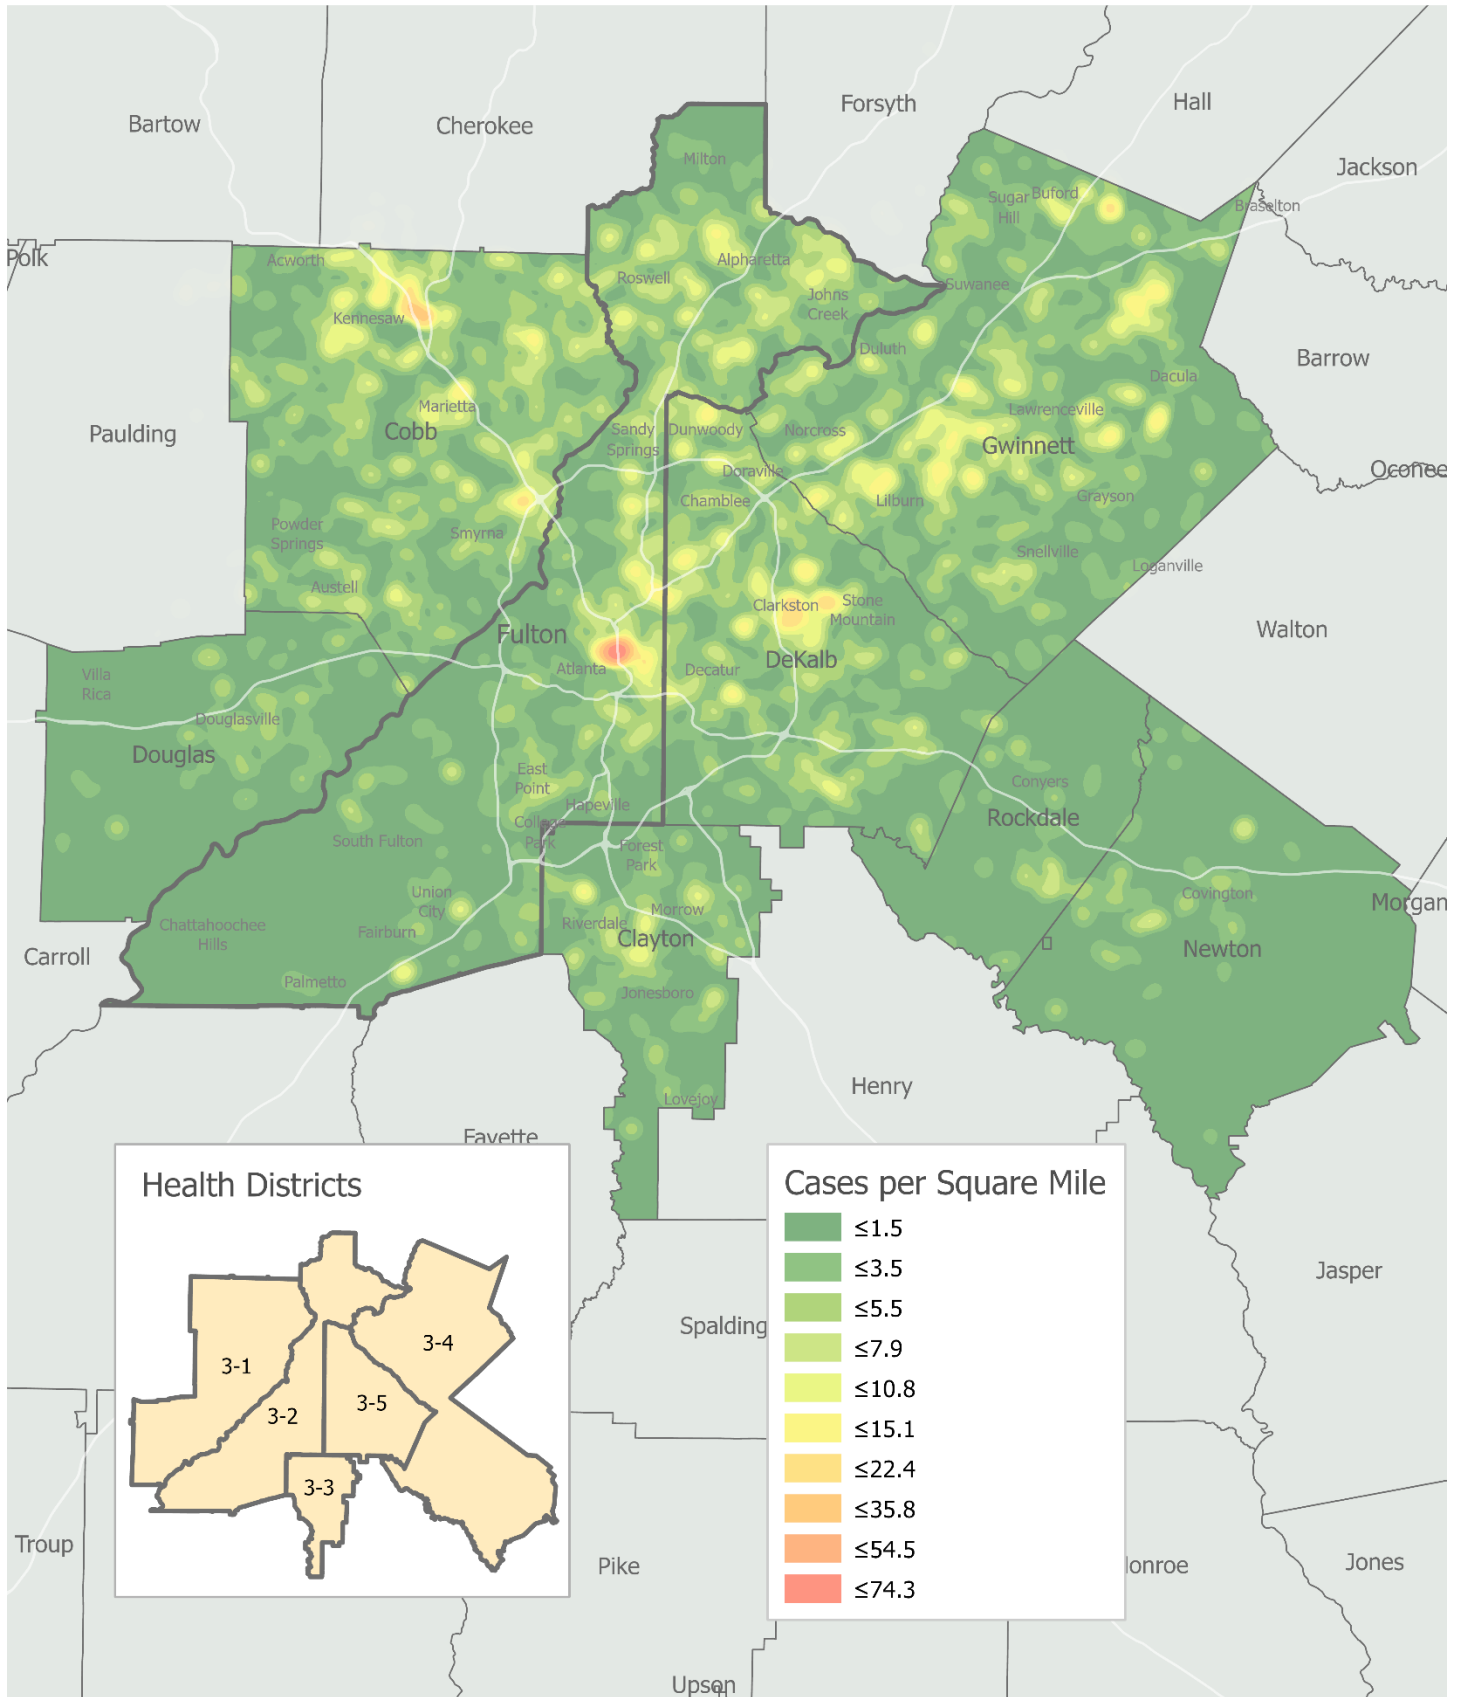 Forsyth
Hall
Bartow
Cherokee
Milton
Jackson
Sugar
Hill
Buford
Braselton
Polk
Acworth
Alpharetta
Roswell
Suwanee
Johns
Creek
Kennesaw
Duluth
Barrow
Dacula
Marietta
Lawrenceville
Paulding
Cobb
Sandy
Springs
Dunwoody
Norcross
Gwinnett
Doraville
Oconee
Chamblee
Lilburn
Grayson
Powder
Springs
Smyrna
Snellville
Loganville
Austell
Clarkston
Stone
Mountain
Fulton
Walton
Atlanta
Decatur
DeKalb
Villa
Rica
Douglasville
Douglas
East
Point
Conyers
Hapeville
Rockdale
College
Park
South Fulton
Forest
Park
Union
City
Covington
Morgan
Chattahoochee
Hills
Fairburn
Riverdale
Morrow
Clayton
Newton
Carroll
Palmetto
Jonesboro
Henry
Lovejoy
Fayette
Health Districts
3-1
3-2
3-3
3-4
3-5
Cases per Square Mile
≤1.5
≤3.5
≤5.5
≤7.9
≤10.8
≤15.1
≤22.4
≤35.8
≤54.5
≤74.3
Jasper
Spalding
Troup
Pike
onroe
Jones
Upson